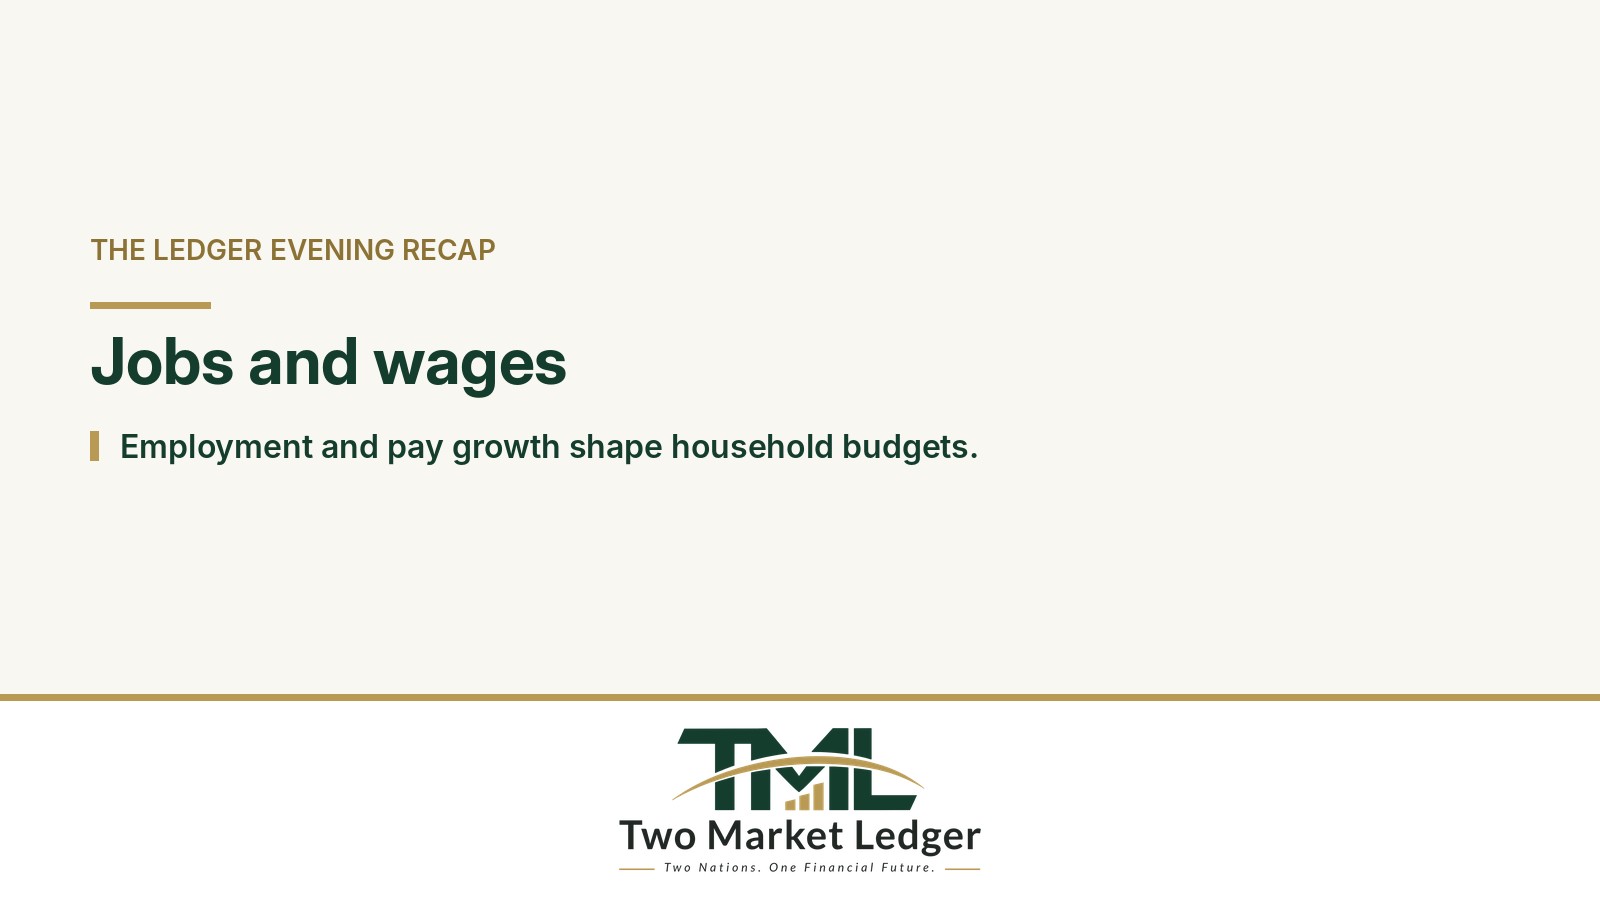 THE LEDGER EVENING RECAP
Jobs and wages
Employment and pay growth shape household budgets.
TML
Two Market Ledger
Two Nations. One Financial Future.